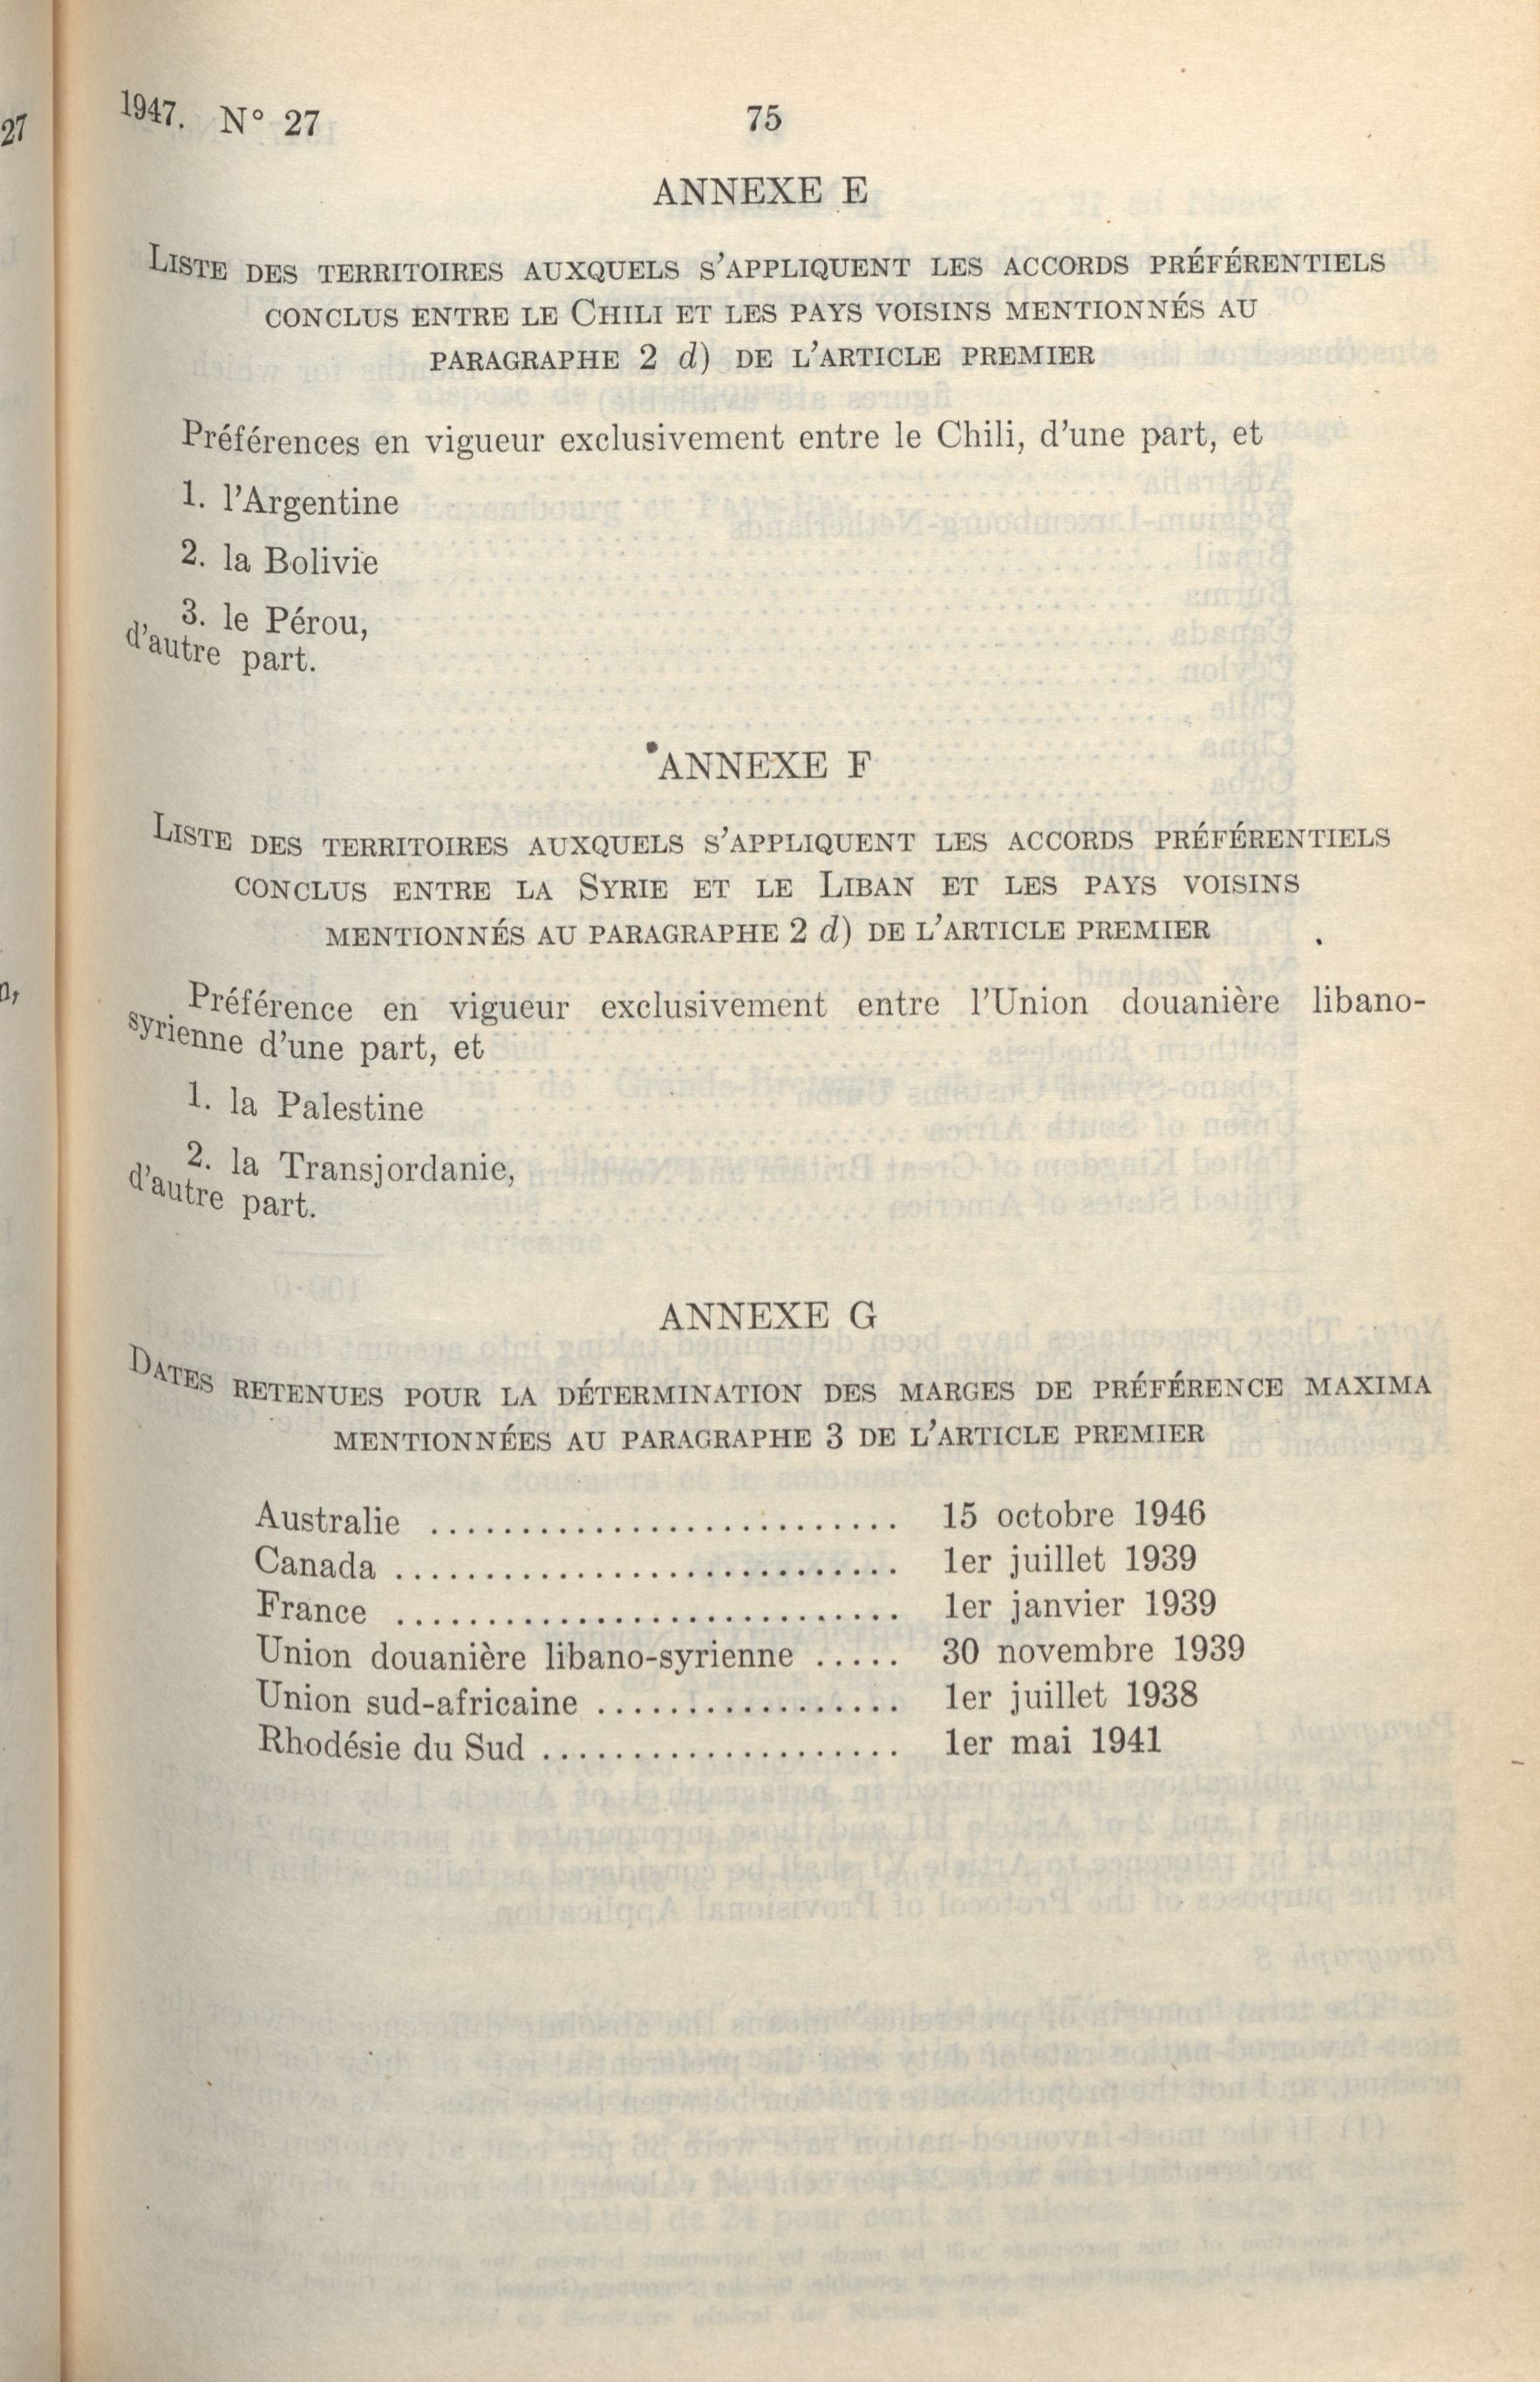 27
1947. N° 27
75
ANNEXE E
LISTE DES TERRITOIRES AUXQUELS S'APPLIQUENT LES ACCORDS PRÉFÉRENTIELS
CONCLUS ENTRE LE CHILI ET LES PAYS VOISINS MENTIONNÉS AU
PARAGRAPHE 2 d) DE L'ARTICLE PREMIER
Préférences en vigueur exclusivement entre le Chili, d'une part, et
1. l'Argentine
2. la Bolivie
3. le Pérou,
d'autre part.
ANNEXE F
LISTE DES TERRITOIRES AUXQUELS S'APPLIQUENT LES ACCORDS PRÉFÉRENTIELS
CONCLUS ENTRE LA SYRIE ET LE LIBAN ET LES PAYS VOISINS
MENTIONNÉS AU PARAGRAPHE 2 d) DE L'ARTICLE PREMIER
Préférence en vigueur exclusivement entre l'Union douanière libano-
syrienne d'une part, et
1. la Palestine
2. la Transjordanie,
d'autre part.
ANNEXE G
DATES RETENUES POUR LA DÉTERMINATION DES MARGES DE PRÉFÉRENCE MAXIMA
MENTIONNÉES AU PARAGRAPHE 3 DE L'ARTICLE PREMIER
Australie .......................... 15 octobre 1946
Canada ............................ 1er juillet 1939
France ............................ 1er janvier 1939
Union douanière libano-syrienne ..... 30 novembre 1939
Union sud-africaine ................. 1er juillet 1938
Rhodésie du Sud .................... 1er mai 1941